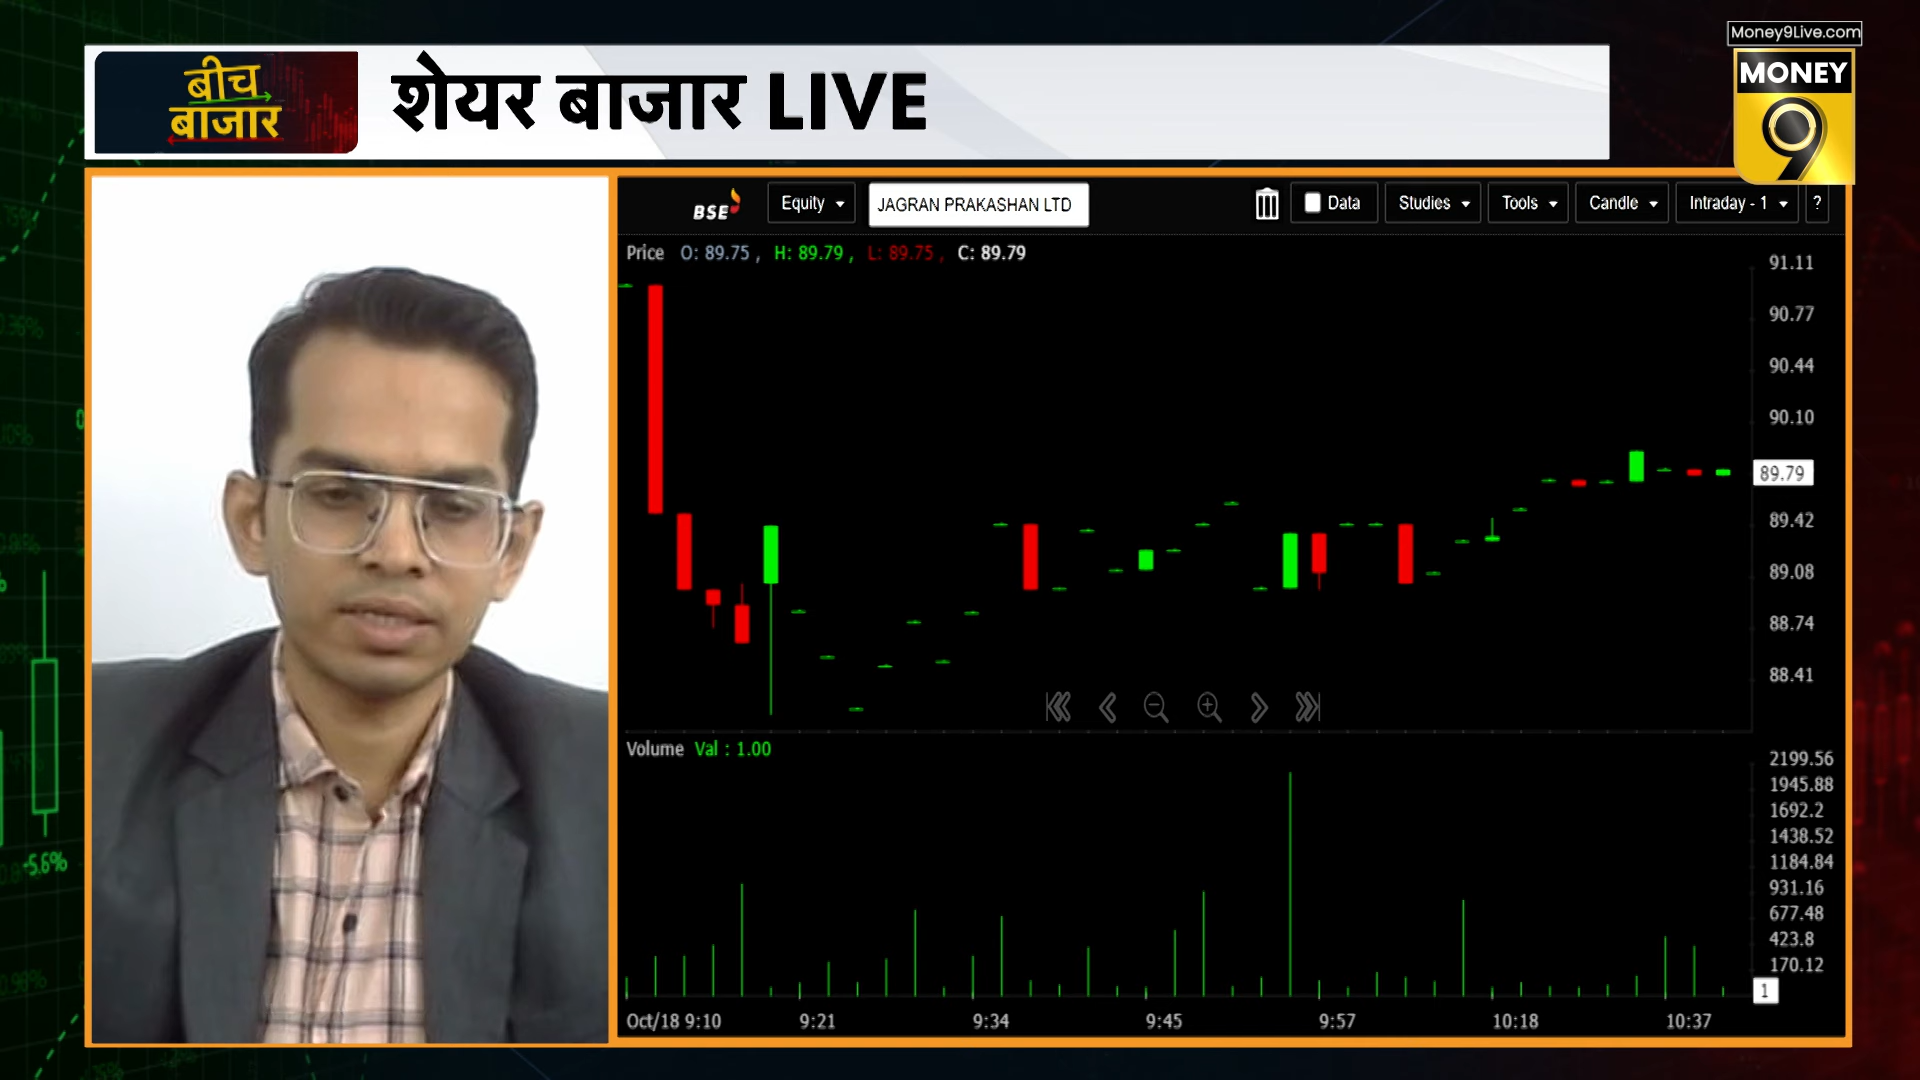 Money9Live.com
MONEY
9
बीच
बाजार
शेयर बाजार LIVE
BSE
Equity
JAGRAN PRAKASHAN LTD
Data
Studies
Tools
Candle
Intraday - 1
?
Price O: 89.75 , H: 89.79 , L: 89.75 , C: 89.79
91.11
90.77
90.44
90.10
89.79
89.42
89.08
88.74
88.41
Volume Val : 1.00
2199.56
1945.88
1692.2
1438.52
1184.84
931.16
677.48
423.8
170.12
1
Oct/18 9:10 9:21 9:34 9:45 9:57 10:18 10:37
-5.6%